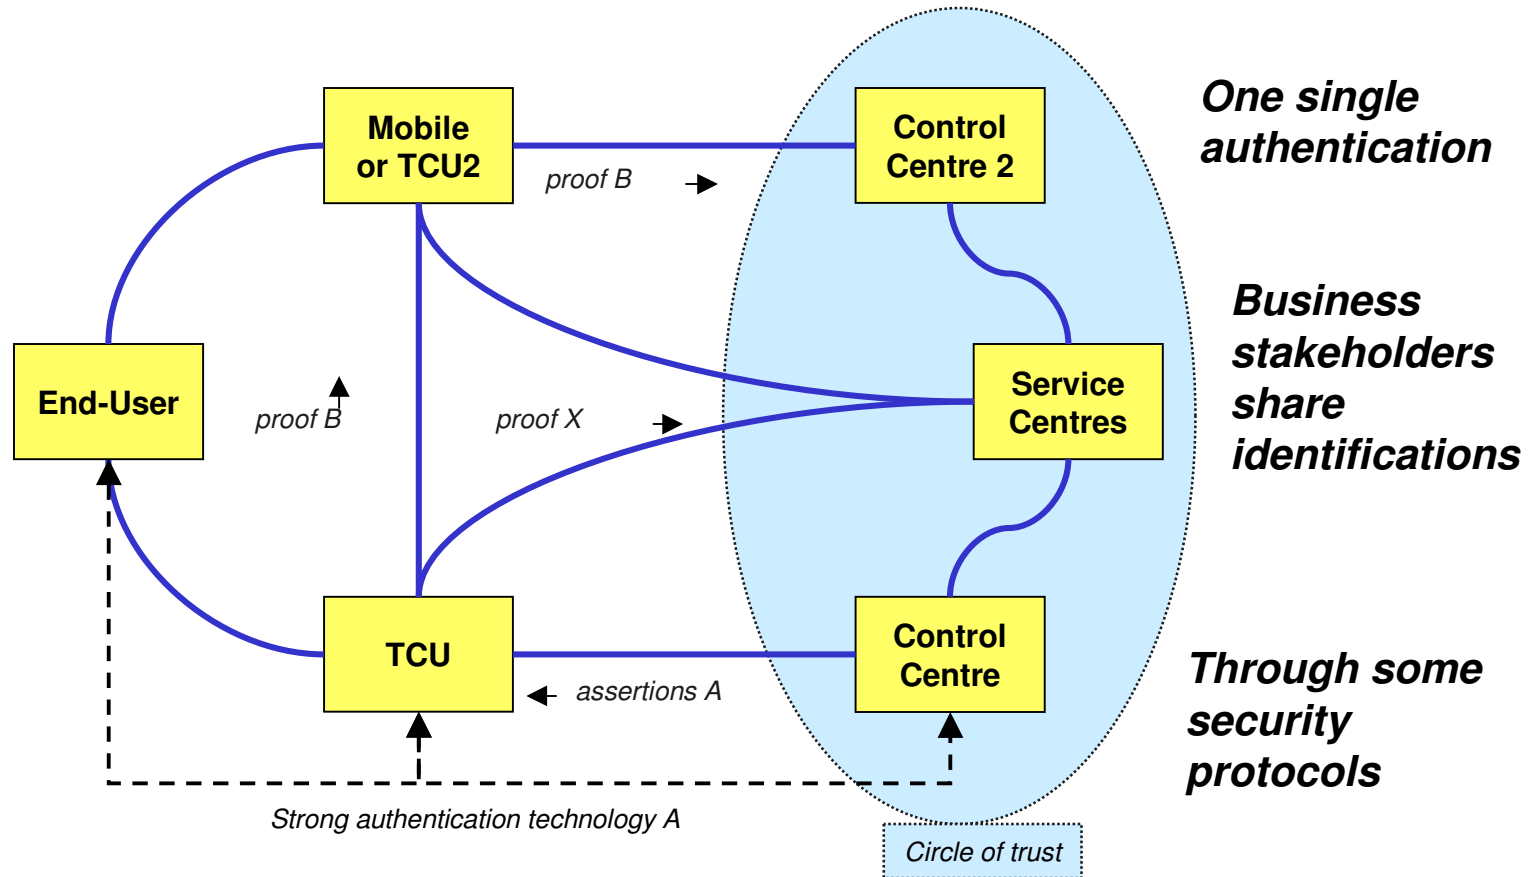 Mobile
or TCU2
Control
Centre 2
One single
authentication
proof B
End-User
proof B
proof X
Service
Centres
Business
stakeholders
share
identifications
TCU
assertions A
Control
Centre
Through some
security
protocols
Strong authentication technology A
Circle of trust